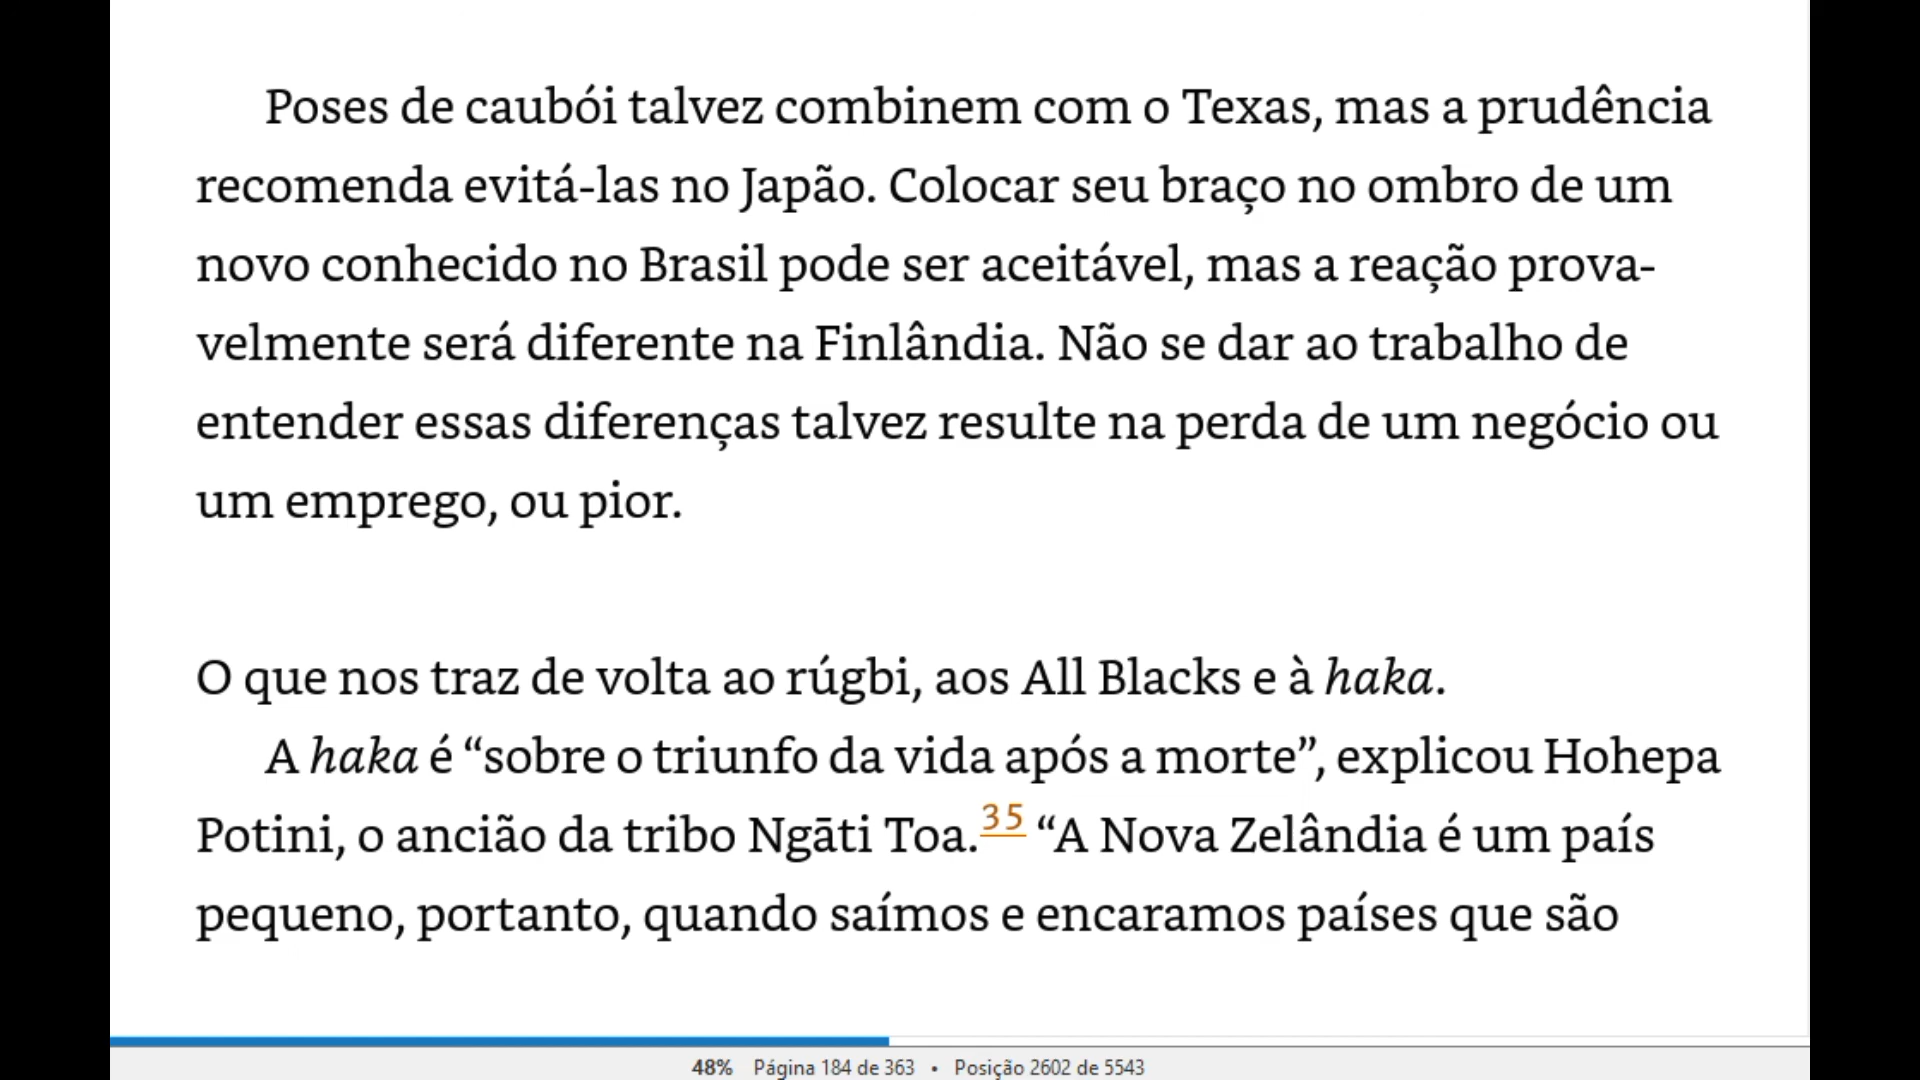 Poses de caubói talvez combinem com o Texas, mas a prudência
recomenda evitá-las no Japão. Colocar seu braço no ombro de um
novo conhecido no Brasil pode ser aceitável, mas a reação prova-
velmente será diferente na Finlândia. Não se dar ao trabalho de
entender essas diferenças talvez resulte na perda de um negócio ou
um emprego, ou pior.
O que nos traz de volta ao rúgbi, aos All Blacks e à haka.
A haka é “sobre o triunfo da vida após a morte”, explicou Hohepa
Potini, o ancião da tribo Ngāti Toa.35 “A Nova Zelândia é um país
pequeno, portanto, quando saímos e encaramos países que são
48% Página 184 de 363 • Posição 2602 de 5543